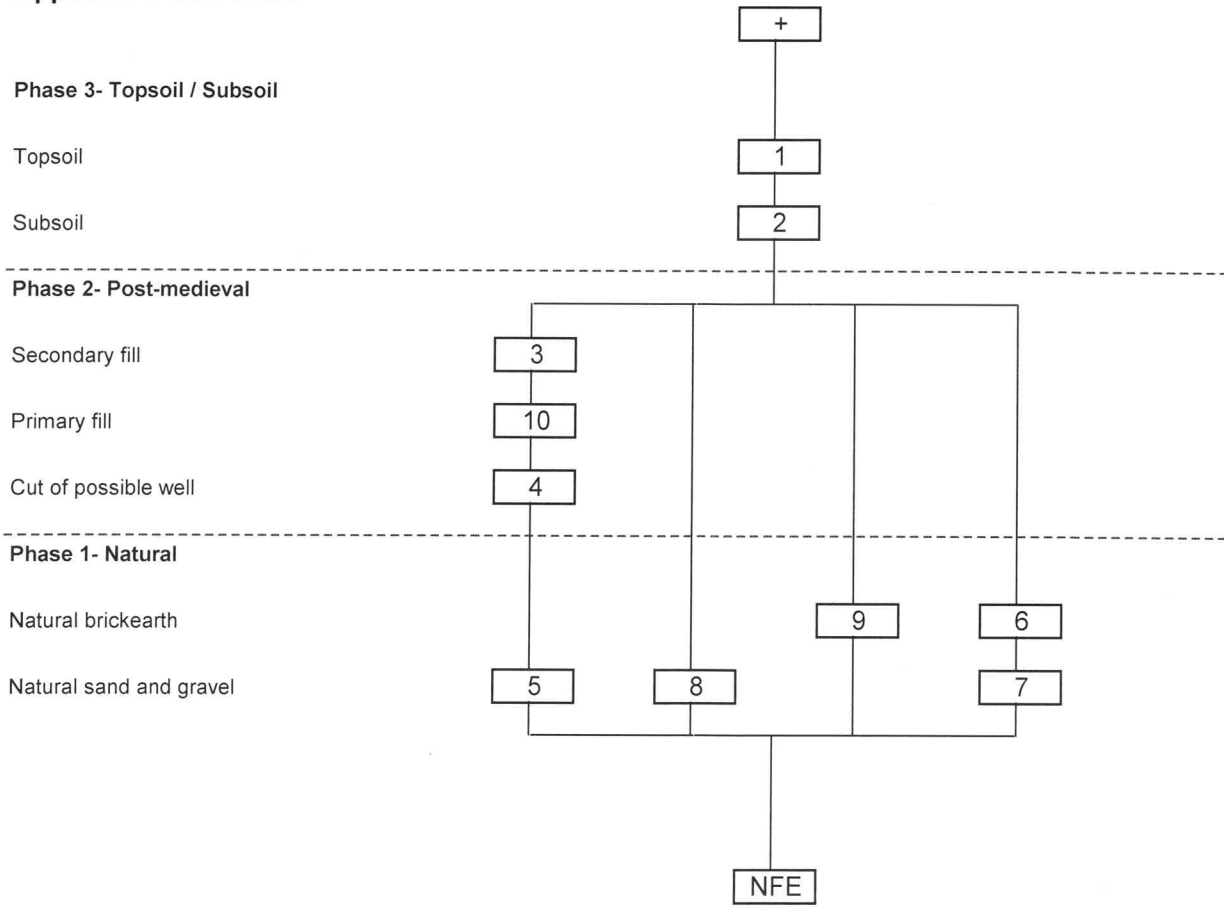 +
Phase 3- Topsoil / Subsoil
Topsoil 1
Subsoil 2
Phase 2- Post-medieval
Secondary fill 3
Primary fill 10
Cut of possible well 4
Phase 1- Natural
Natural brickearth 9 6
Natural sand and gravel 5 8 7
NFE